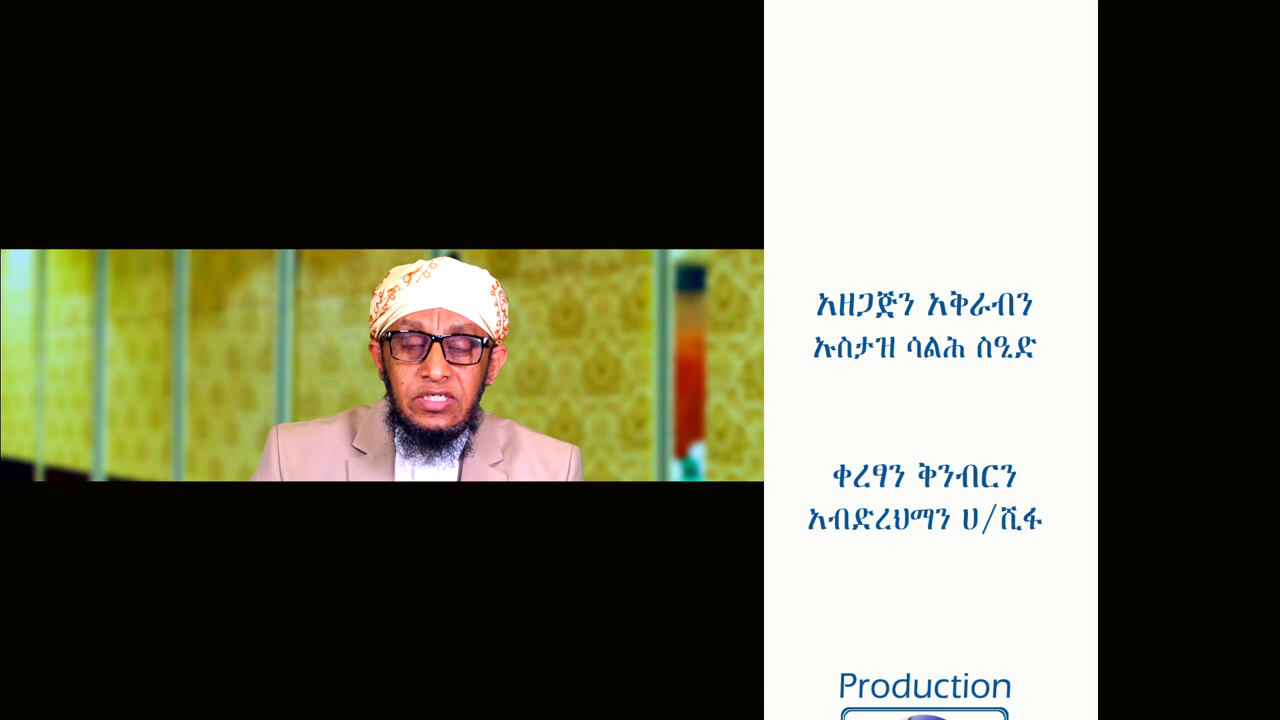 አዘጋጅን አቅራብን
ኡስታዝ ሳልሕ ስዒድ
ቀረፃን ቅንብርን
አብድረህማን ሀ/ሺፋ
Production